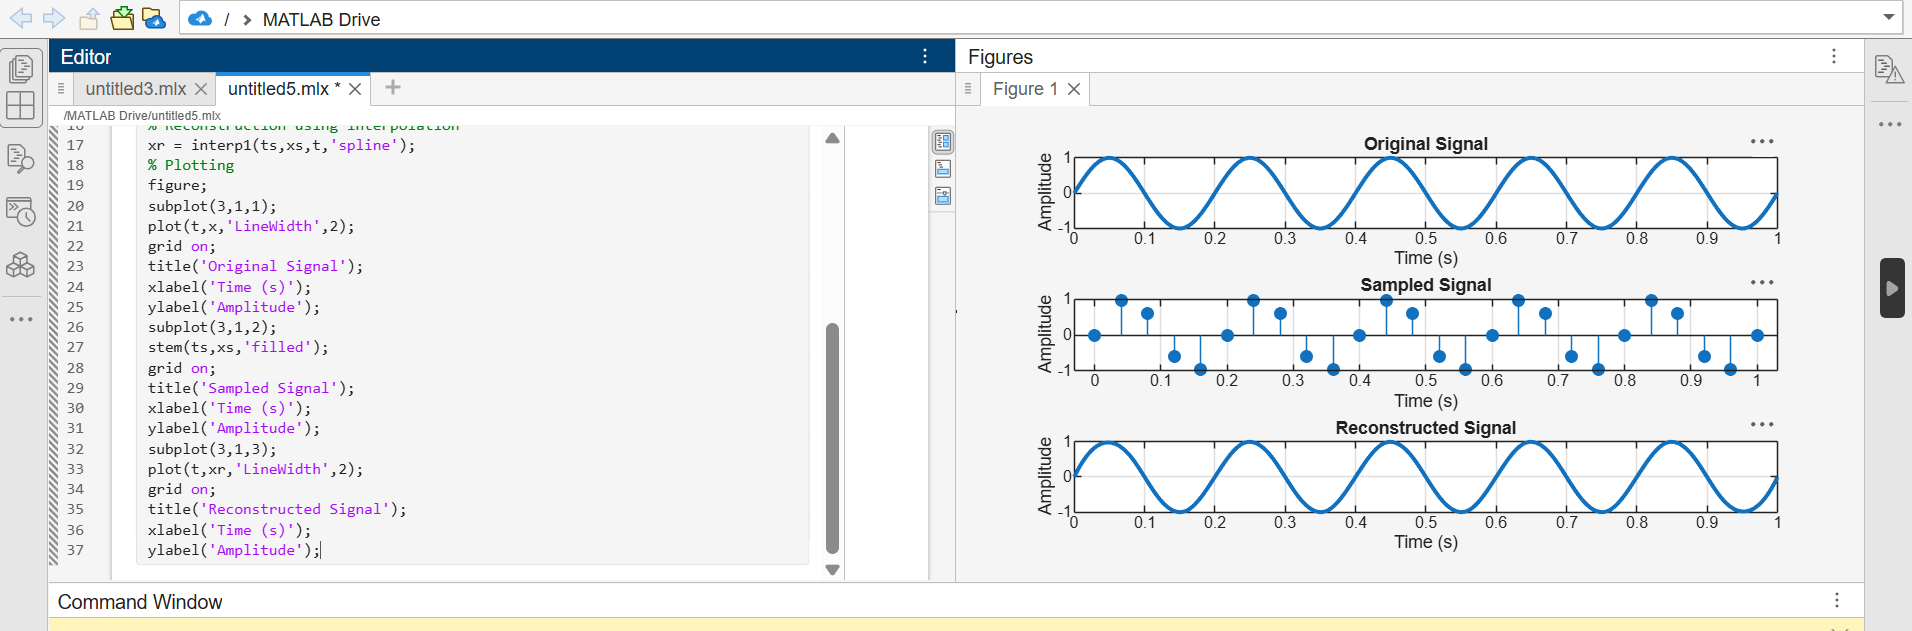 / > MATLAB Drive
Editor
untitled3.mlx
untitled5.mlx *
/MATLAB Drive/untitled5.mlx
16 % Reconstruction using interpolation
17 xr = interp1(ts,xs,t,'spline');
18 % Plotting
19 figure;
20 subplot(3,1,1);
21 plot(t,x,'LineWidth',2);
22 grid on;
23 title('Original Signal');
24 xlabel('Time (s)');
25 ylabel('Amplitude');
26 subplot(3,1,2);
27 stem(ts,xs,'filled');
28 grid on;
29 title('Sampled Signal');
30 xlabel('Time (s)');
31 ylabel('Amplitude');
32 subplot(3,1,3);
33 plot(t,xr,'LineWidth',2);
34 grid on;
35 title('Reconstructed Signal');
36 xlabel('Time (s)');
37 ylabel('Amplitude');
Figures
Figure 1
Original Signal
Amplitude
1
0
-1
0 0.1 0.2 0.3 0.4 0.5 0.6 0.7 0.8 0.9 1
Time (s)
Sampled Signal
Amplitude
1
0
-1
0 0.1 0.2 0.3 0.4 0.5 0.6 0.7 0.8 0.9 1
Time (s)
Reconstructed Signal
Amplitude
1
0
-1
0 0.1 0.2 0.3 0.4 0.5 0.6 0.7 0.8 0.9 1
Time (s)
Command Window